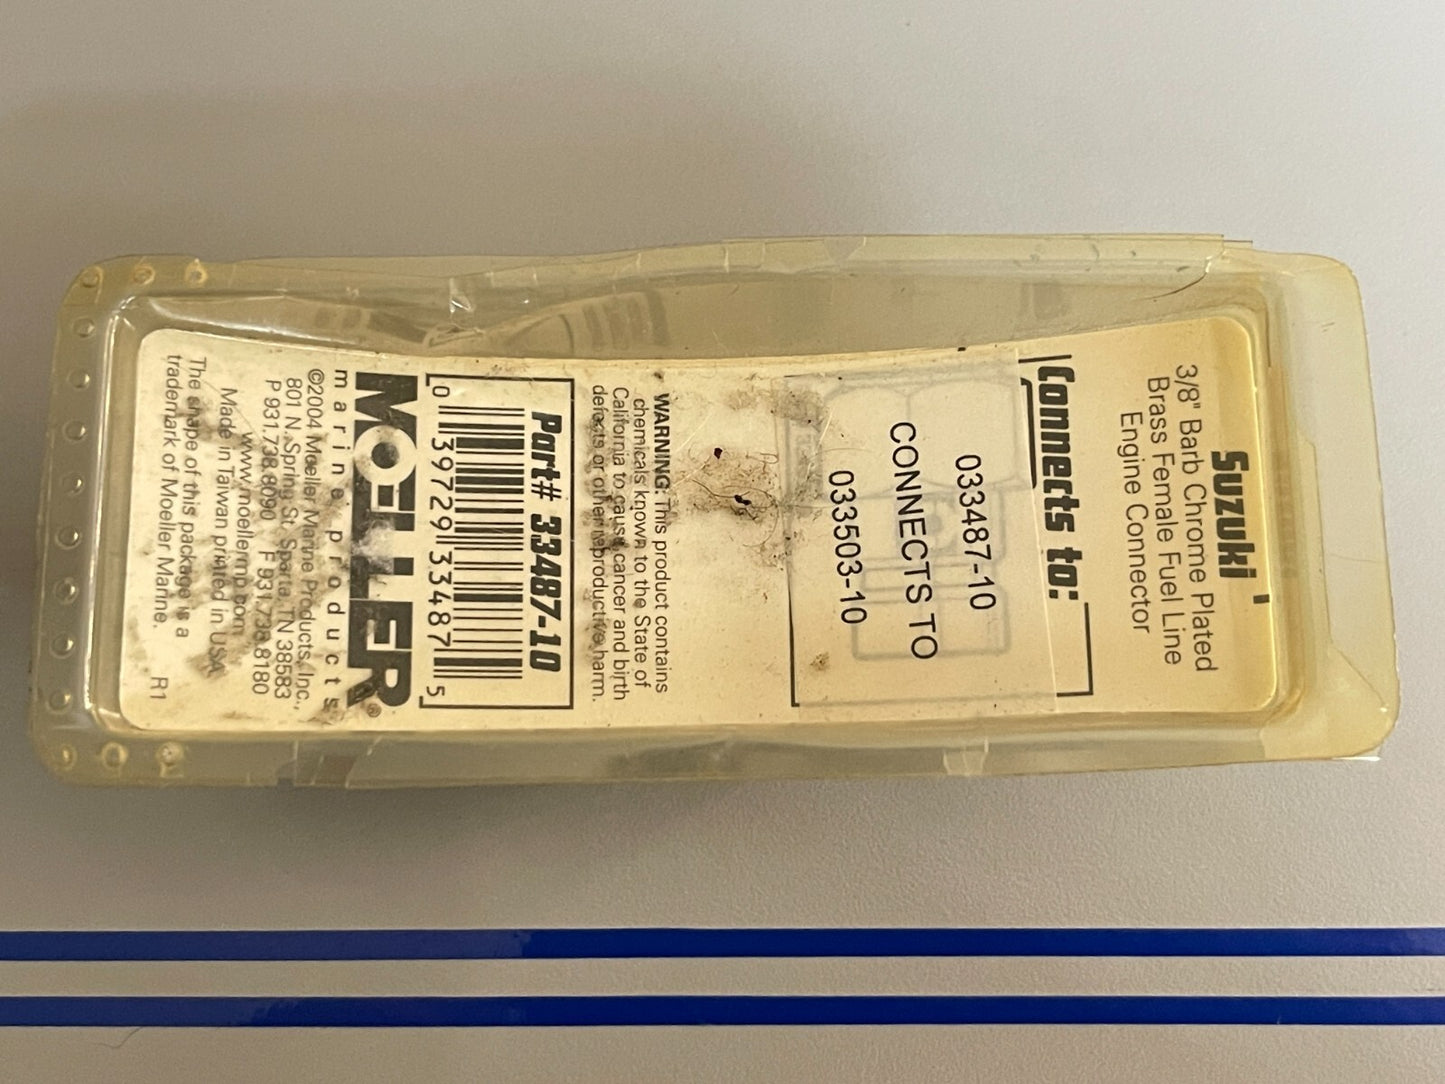 Suzuki
3/8" Barb Chrome Plated
Brass Female Fuel Line
Engine Connector
Connects to:
033487-10
CONNECTS TO
033503-10
WARNING: This product contains
chemicals known to the State of
California to cause cancer and birth
defects or other reproductive harm.
Part# 33487-10
0 39729 33487 5
MOELLER®
marine products
©2004 Moeller Marine Products, Inc.,
801 N. Spring St. Sparta, TN 38583
P 931.738.8090 F 931.738.8180
www.moellermp.com
Made in Taiwan printed in USA
The shape of this package is a
trademark of Moeller Marine.
R1